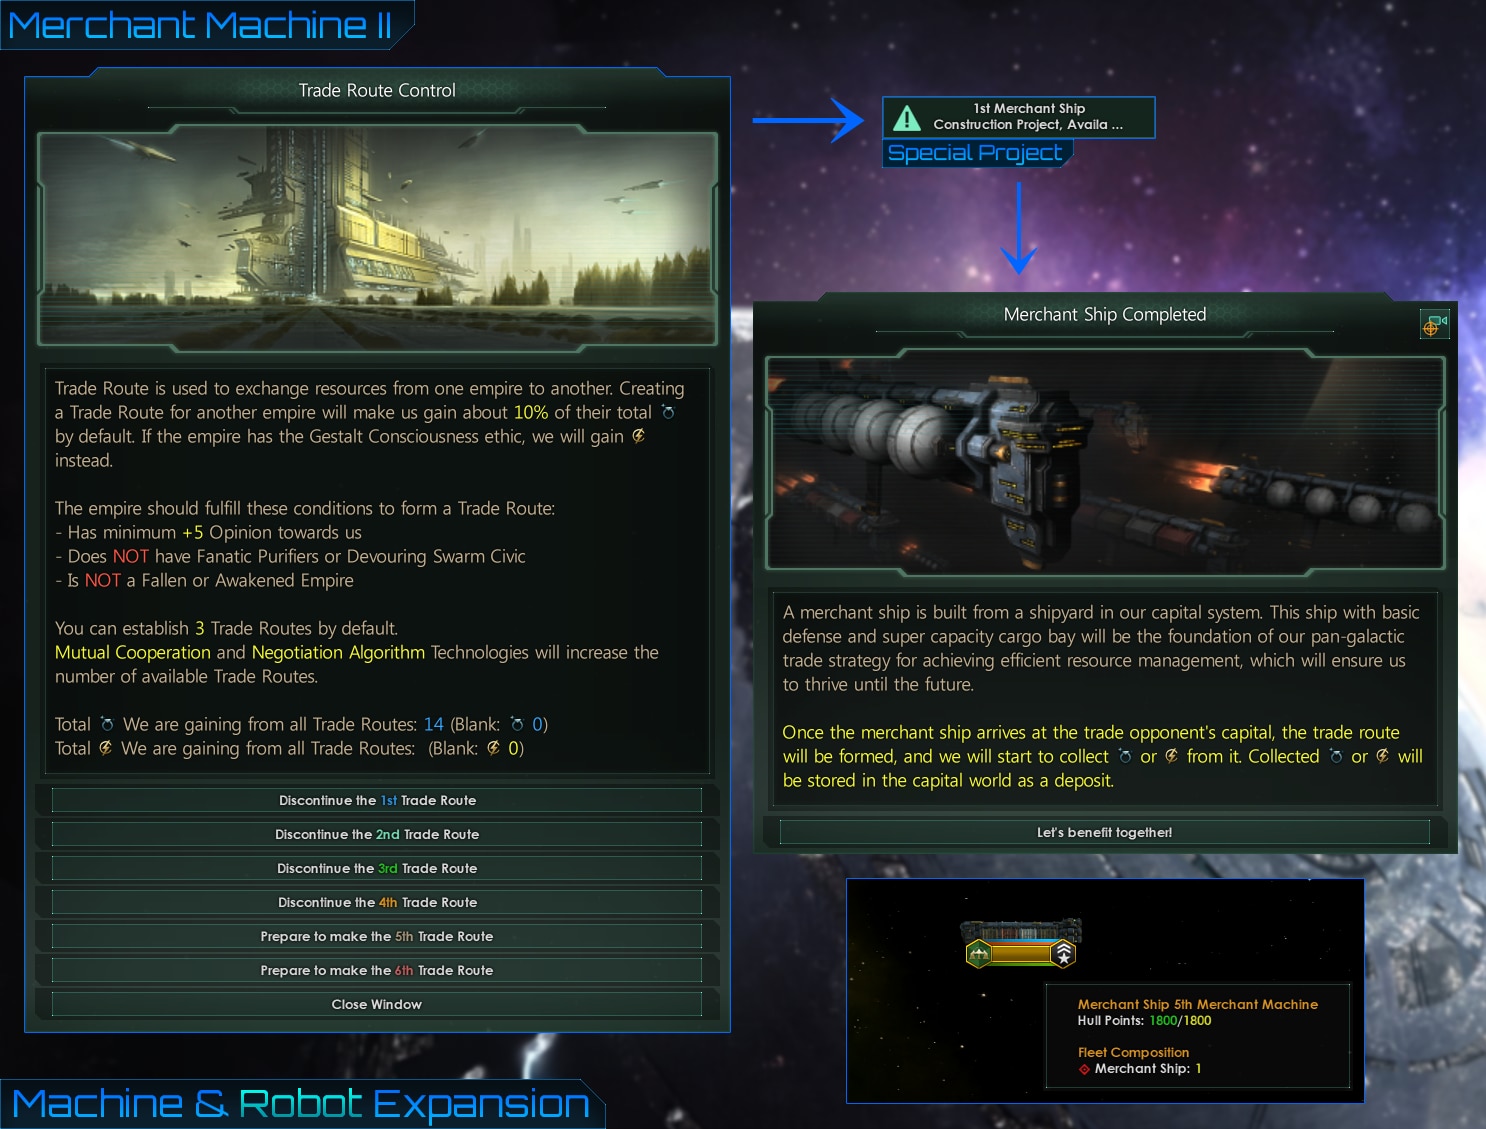 Merchant Machine II
Trade Route Control
Trade Route is used to exchange resources from one empire to another. Creating
a Trade Route for another empire will make us gain about 10% of their total
by default. If the empire has the Gestalt Consciousness ethic, we will gain
instead.
The empire should fulfill these conditions to form a Trade Route:
- Has minimum +5 Opinion towards us
- Does NOT have Fanatic Purifiers or Devouring Swarm Civic
- Is NOT a Fallen or Awakened Empire
You can establish 3 Trade Routes by default.
Mutual Cooperation and Negotiation Algorithm Technologies will increase the
number of available Trade Routes.
Total We are gaining from all Trade Routes: 14 (Blank: 0)
Total We are gaining from all Trade Routes: (Blank: 0)
Discontinue the 1st Trade Route
Discontinue the 2nd Trade Route
Discontinue the 3rd Trade Route
Discontinue the 4th Trade Route
Prepare to make the 5th Trade Route
Prepare to make the 6th Trade Route
Close Window
1st Merchant Ship
Construction Project, Availa ...
Special Project
Merchant Ship Completed
A merchant ship is built from a shipyard in our capital system. This ship with basic
defense and super capacity cargo bay will be the foundation of our pan-galactic
trade strategy for achieving efficient resource management, which will ensure us
to thrive until the future.
Once the merchant ship arrives at the trade opponent's capital, the trade route
will be formed, and we will start to collect or from it. Collected or will
be stored in the capital world as a deposit.
Let's benefit together!
Merchant Ship 5th Merchant Machine
Hull Points: 1800/1800
Fleet Composition
Merchant Ship: 1
Machine & Robot Expansion